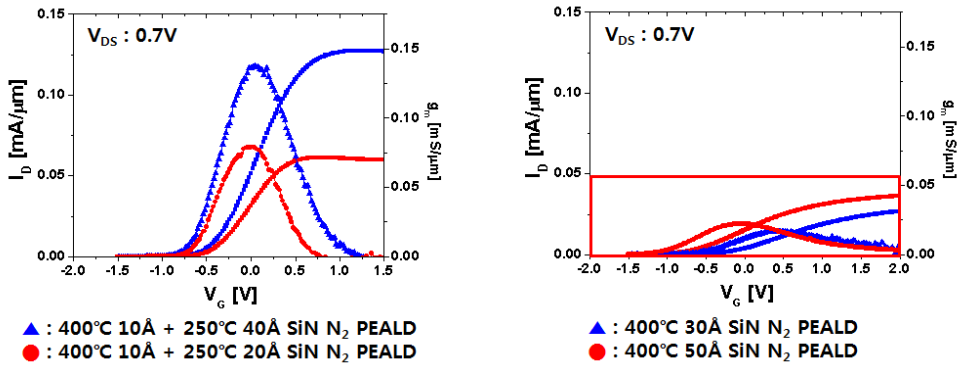 V_DS : 0.7V
I_D [mA/μm]
0.15
0.10
0.05
0.00
g_m [mS/μm]
0.15
0.10
0.05
0.00
-2.0 -1.5 -1.0 -0.5 0.0 0.5 1.0 1.5
V_G [V]
▲ : 400℃ 10Å + 250℃ 40Å SiN N₂ PEALD
● : 400℃ 10Å + 250℃ 20Å SiN N₂ PEALD
V_DS : 0.7V
I_D [mA/μm]
0.15
0.10
0.05
0.00
g_m [mS/μm]
0.15
0.10
0.05
0.00
-2.0 -1.5 -1.0 -0.5 0.0 0.5 1.0 1.5 2.0
V_G [V]
▲ : 400℃ 30Å SiN N₂ PEALD
● : 400℃ 50Å SiN N₂ PEALD